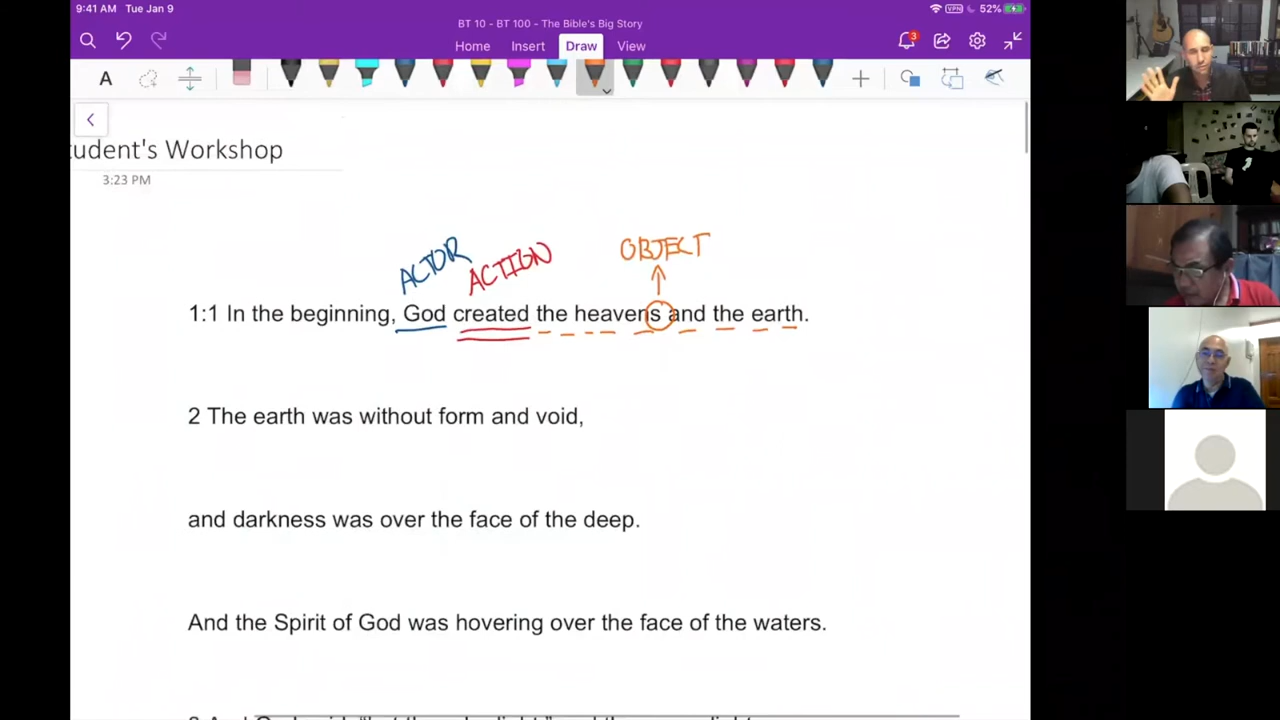 9:41 AM Tue Jan 9
VPN 52%
BT 10 - BT 100 - The Bible's Big Story
Home Insert Draw View
3
A
tudent's Workshop
3:23 PM
ACTOR ACTION OBJECT
1:1 In the beginning, God created the heavens and the earth.
2 The earth was without form and void,
and darkness was over the face of the deep.
And the Spirit of God was hovering over the face of the waters.